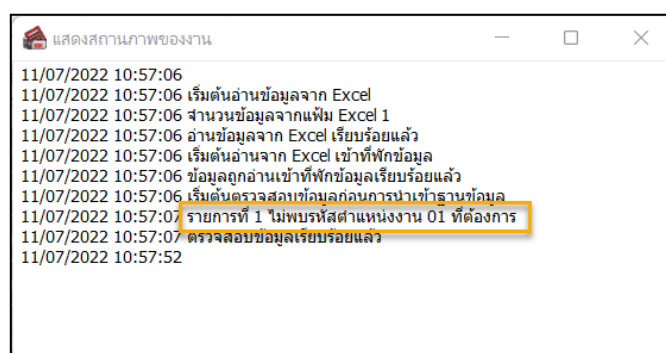 แสดงสถานภาพของงาน
11/07/2022 10:57:06
11/07/2022 10:57:06 เริ่มต้นอ่านข้อมูลจาก Excel
11/07/2022 10:57:06 จำนวนข้อมูลจากแฟ้ม Excel 1
11/07/2022 10:57:06 อ่านข้อมูลจาก Excel เรียบร้อยแล้ว
11/07/2022 10:57:06 เริ่มต้นอ่านจาก Excel เข้าที่พักข้อมูล
11/07/2022 10:57:06 ข้อมูลถูกอ่านเข้าที่พักข้อมูลเรียบร้อยแล้ว
11/07/2022 10:57:06 เริ่มต้นตรวจสอบข้อมูลก่อนการนำเข้าฐานข้อมูล
11/07/2022 10:57:07 รายการที่ 1 ไม่พบรหัสตำแหน่งงาน 01 ที่ต้องการ
11/07/2022 10:57:07 ตรวจสอบข้อมูลเรียบร้อยแล้ว
11/07/2022 10:57:52